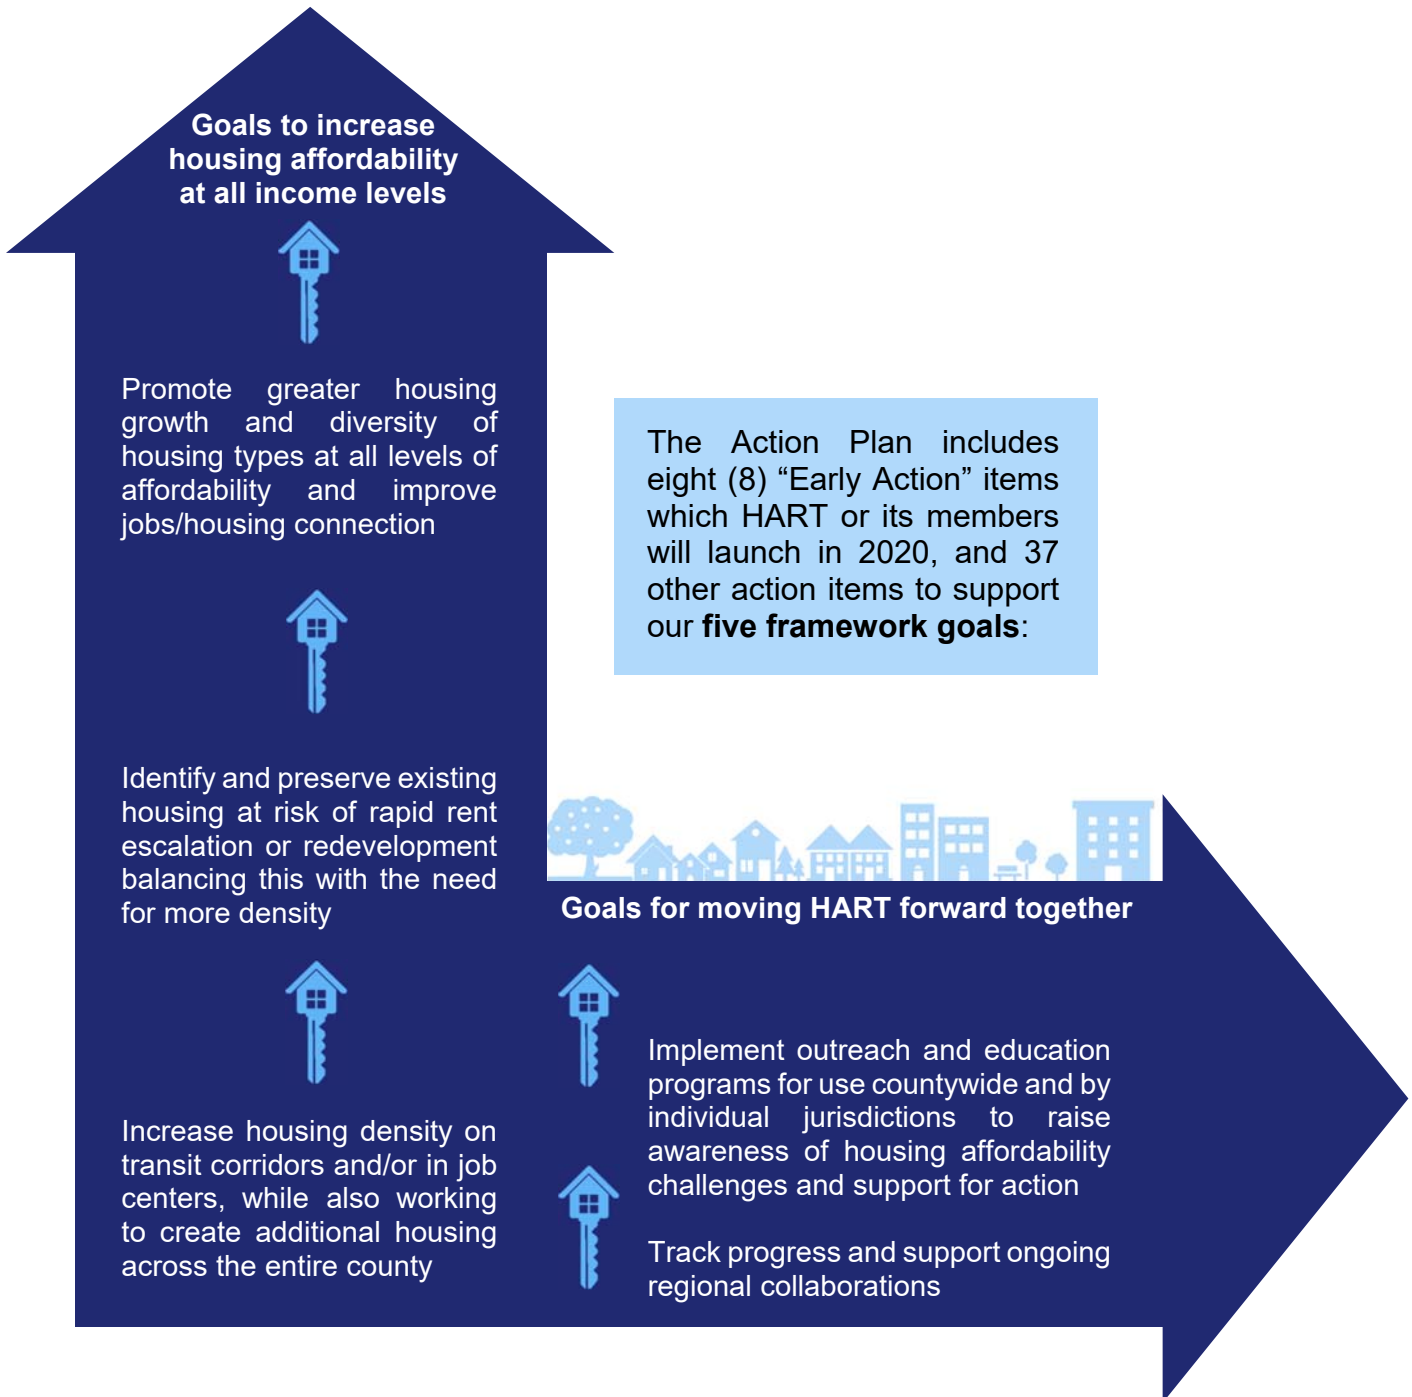 Goals to increase
housing affordability
at all income levels
Promote greater housing
growth and diversity of
housing types at all levels of
affordability and improve
jobs/housing connection
Identify and preserve existing
housing at risk of rapid rent
escalation or redevelopment
balancing this with the need
for more density
Increase housing density on
transit corridors and/or in job
centers, while also working
to create additional housing
across the entire county
The Action Plan includes
eight (8) “Early Action” items
which HART or its members
will launch in 2020, and 37
other action items to support
our five framework goals:
Goals for moving HART forward together
Implement outreach and education
programs for use countywide and by
individual jurisdictions to raise
awareness of housing affordability
challenges and support for action
Track progress and support ongoing
regional collaborations